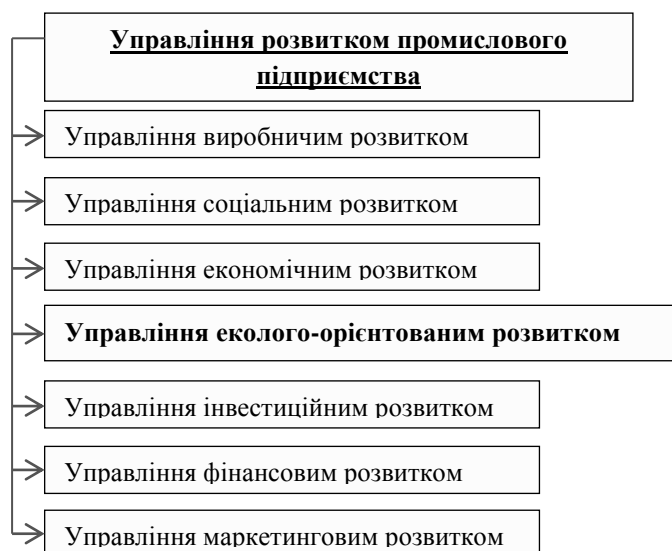 Управління розвитком промислового
підприємства
Управління виробничим розвитком
Управління соціальним розвитком
Управління економічним розвитком
Управління еколого-орієнтованим розвитком
Управління інвестиційним розвитком
Управління фінансовим розвитком
Управління маркетинговим розвитком